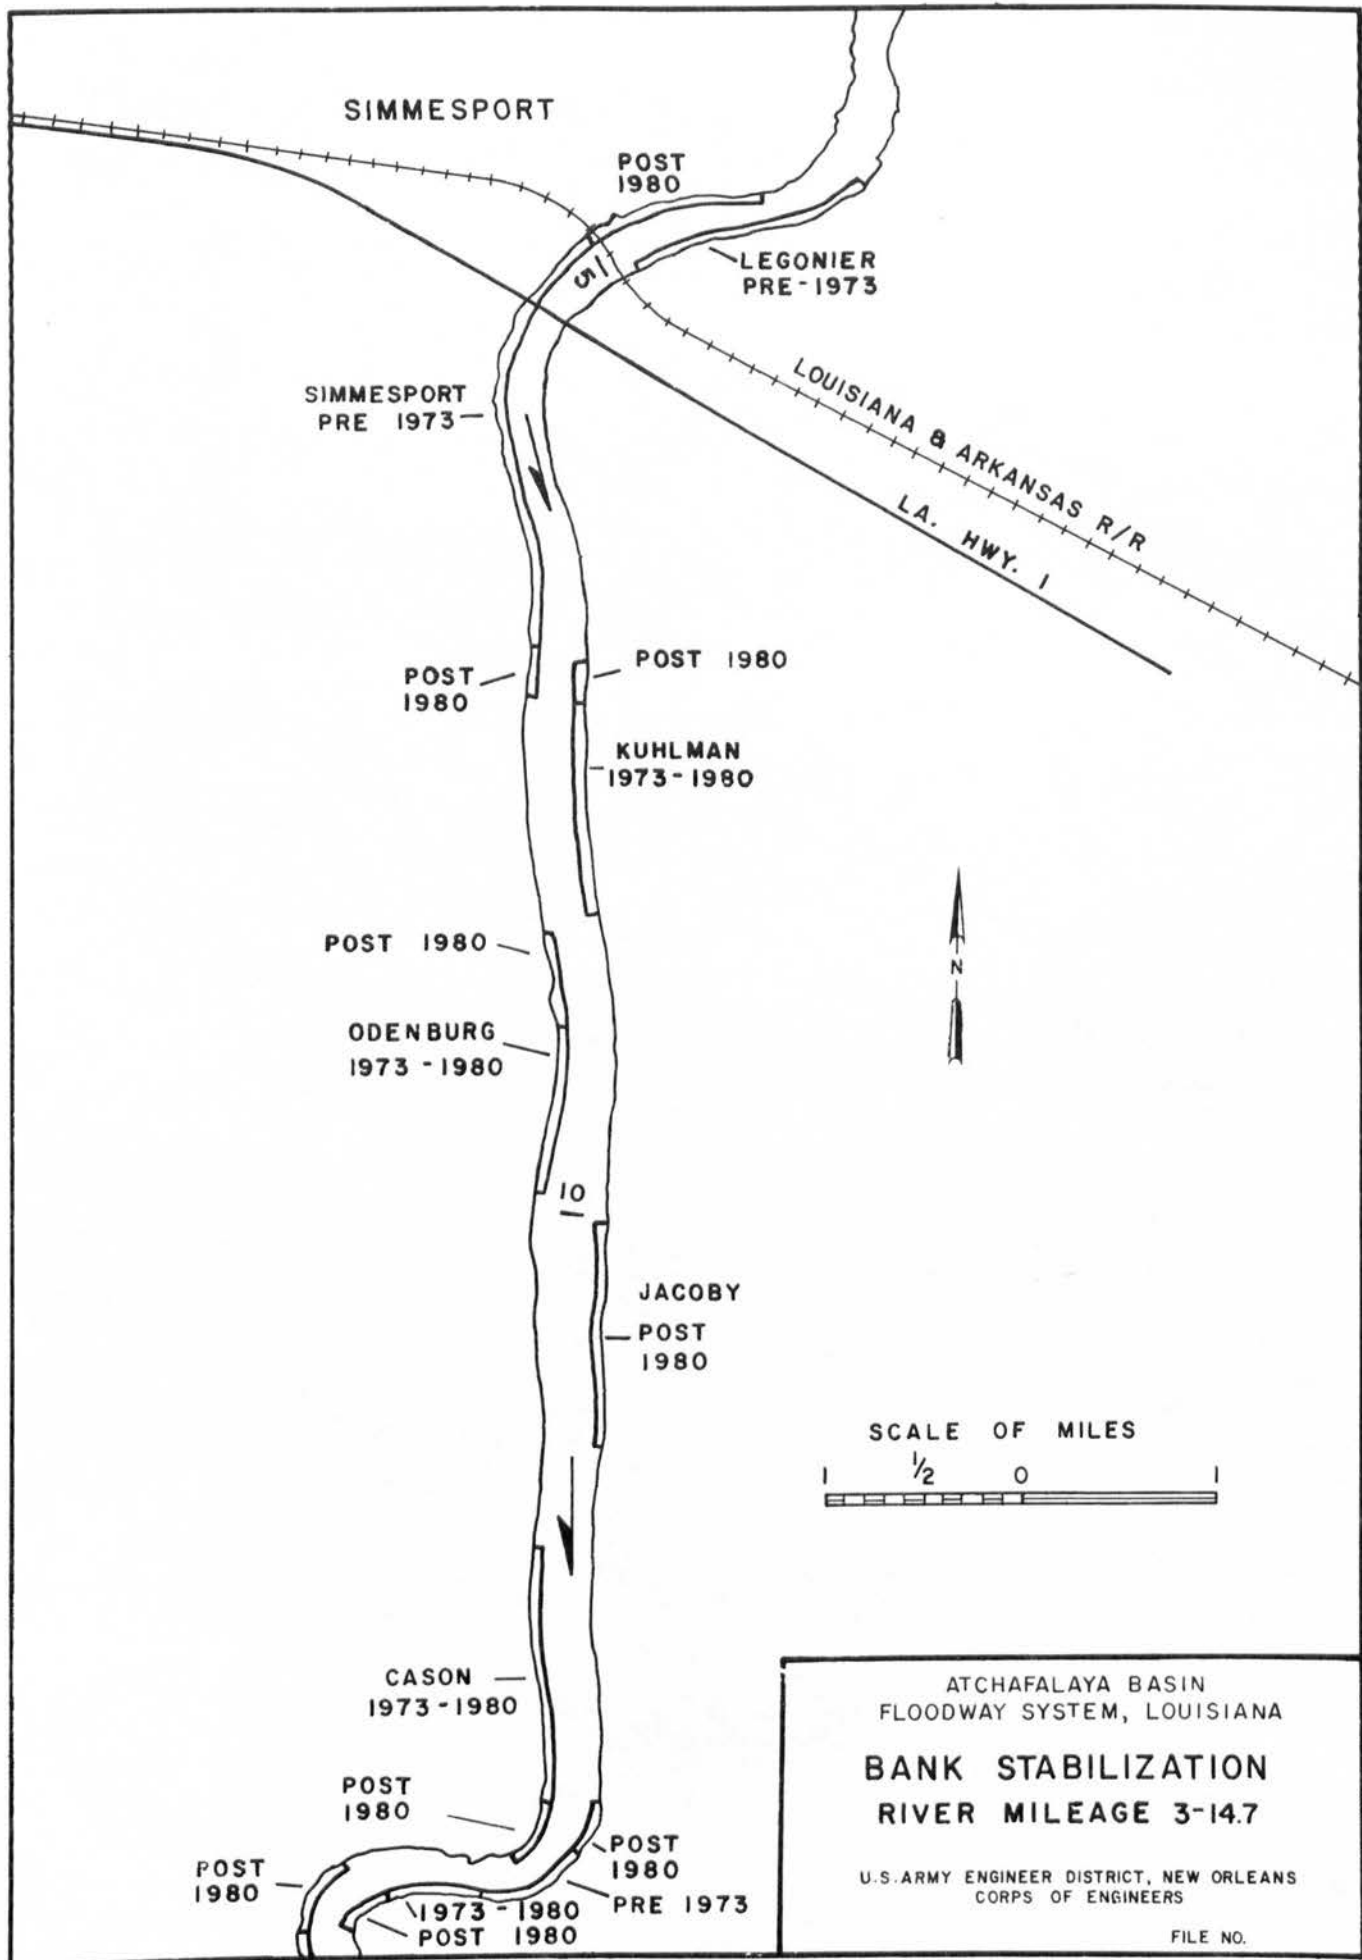 SIMMESPORT
POST
1980
5
LEGONIER
PRE-1973
SIMMESPORT
PRE 1973
LOUISIANA & ARKANSAS R/R
LA. HWY. 1
POST
1980
POST 1980
KUHLMAN
1973-1980
POST 1980
N
ODENBURG
1973-1980
10
JACOBY
POST
1980
SCALE OF MILES
1 1/2 0 1
CASON
1973-1980
POST
1980
POST
1980
POST
1980
PRE 1973
1973-1980
POST 1980
ATCHAFALAYA BASIN
FLOODWAY SYSTEM, LOUISIANA
BANK STABILIZATION
RIVER MILEAGE 3-14.7
U.S. ARMY ENGINEER DISTRICT, NEW ORLEANS
CORPS OF ENGINEERS
FILE NO.